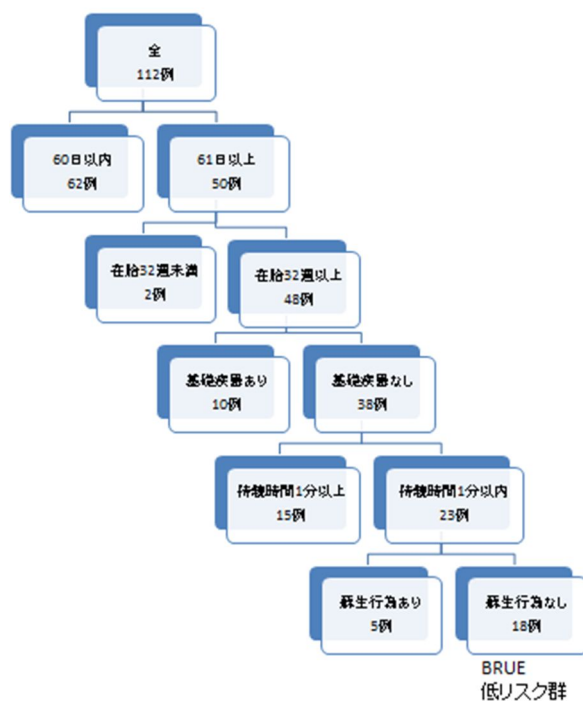 全
112例
60日以内
62例
61日以上
50例
在胎32週未満
2例
在胎32週以上
48例
基礎疾患あり
10例
基礎疾患なし
38例
持続時間1分以上
15例
持続時間1分以内
23例
蘇生行為あり
5例
蘇生行為なし
18例
BRUE
低リスク群